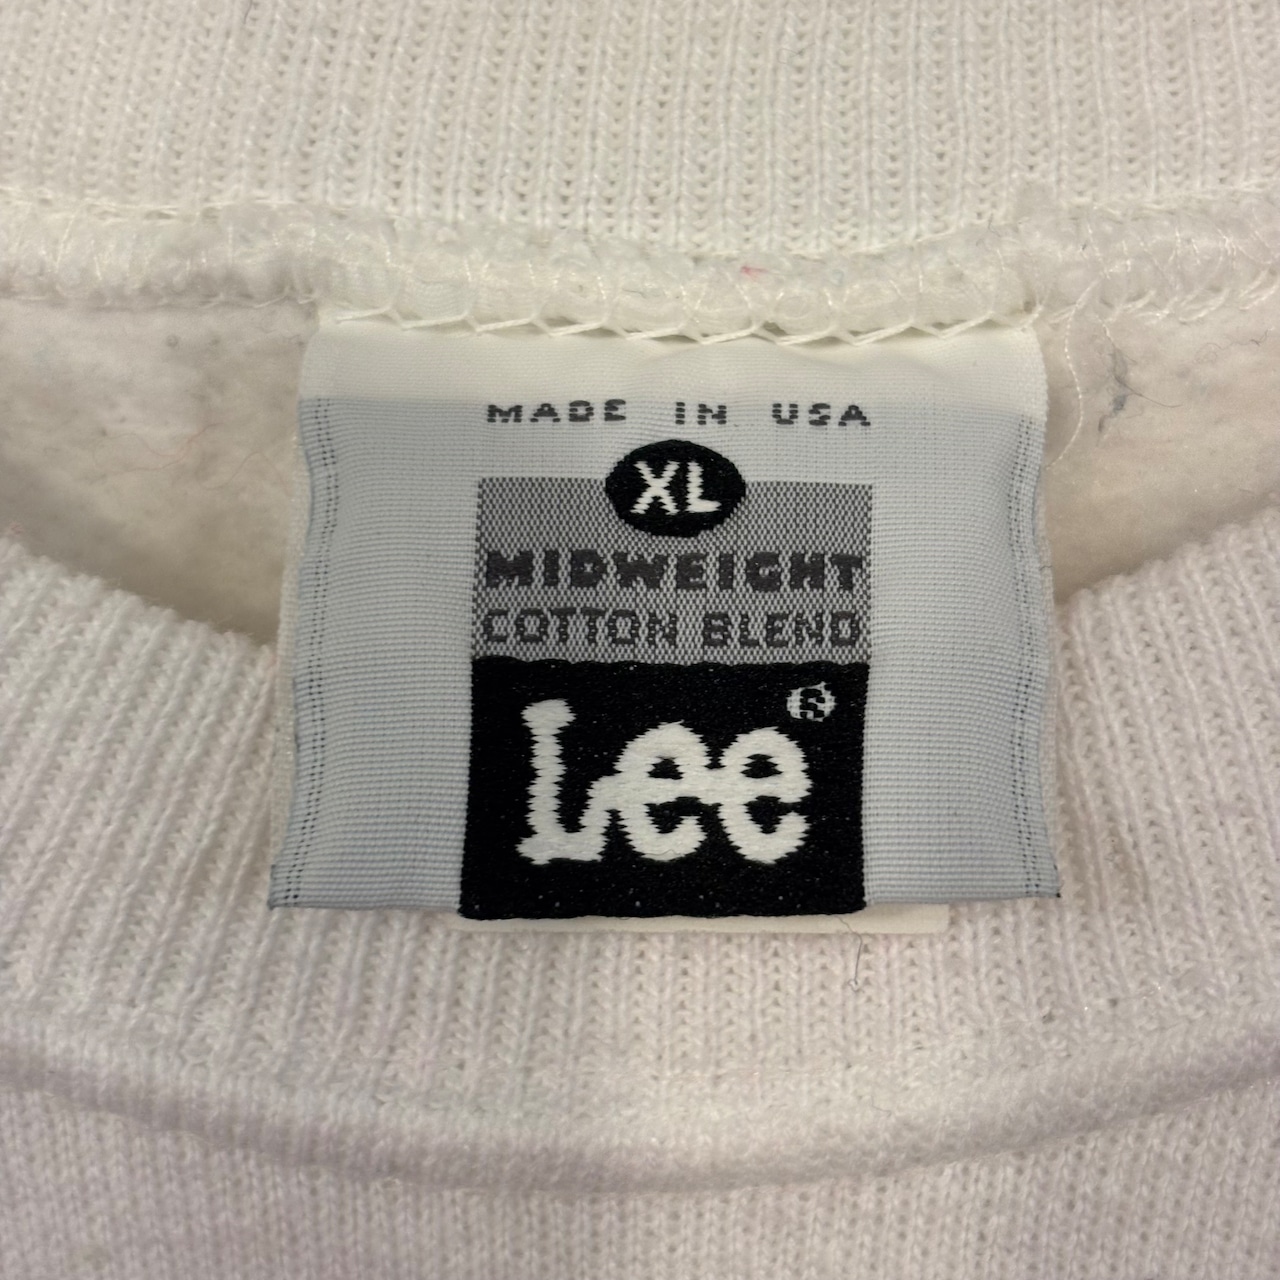 MADE IN USA
XL
MIDWEIGHT
COTTON BLEND
Lee®